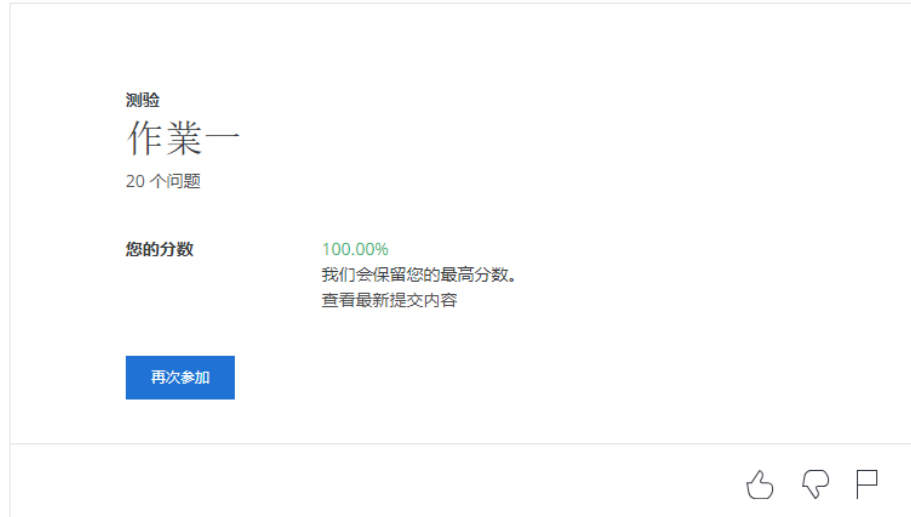 测验
作業一
20 个问题
您的分数
100.00%
我们会保留您的最高分数。
查看最新提交内容
再次参加